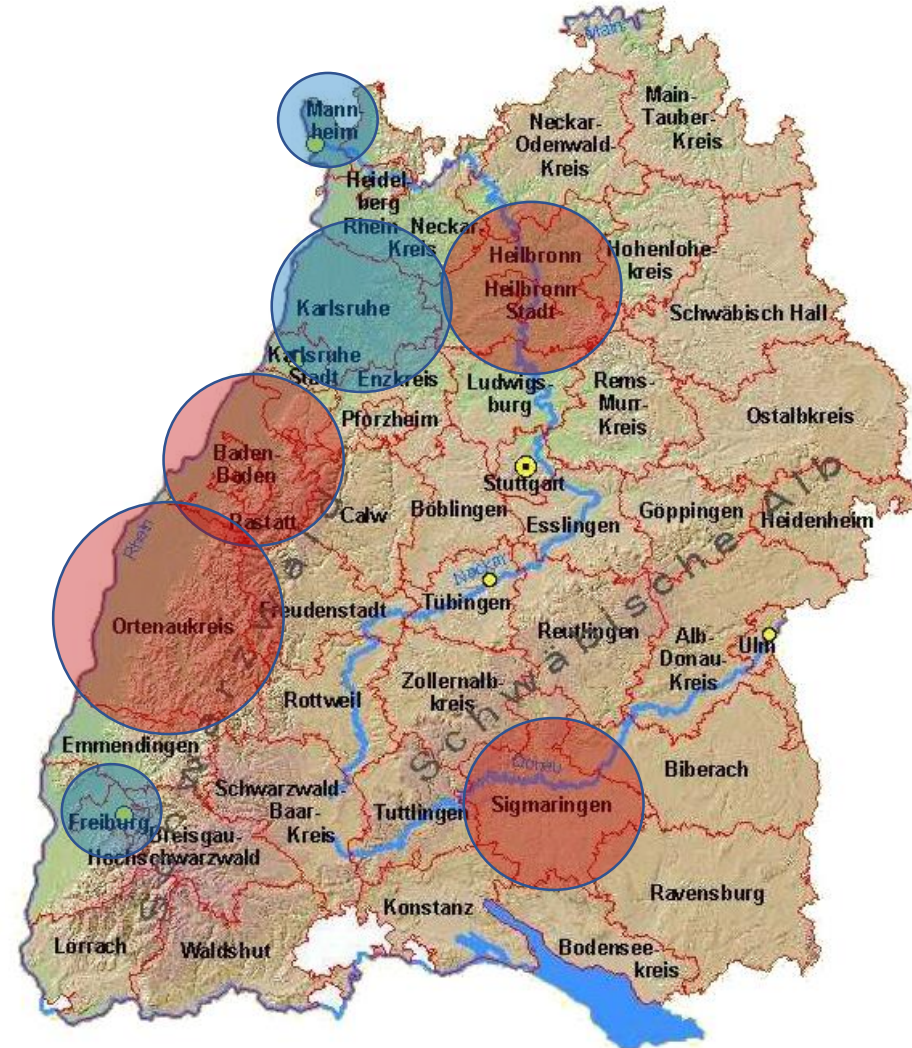 Main
Mann-
heim
Main-
Tauber-
Kreis
Neckar-
Odenwald-
Kreis
Heidel-
berg
Rhein Neckar-
Kreis
Heilbronn
Heilbronn
Stadt
Hohenlohe-
kreis
Karlsruhe
Schwäbisch Hall
Karlsruhe
Stadt
Enzkreis
Ludwigs-
burg
Rems-
Murr-
Kreis
Ostalbkreis
Pforzheim
Baden-
Baden
Stuttgart
Rastatt
Calw
Böblingen
Esslingen
Göppingen
Heidenheim
Rhein
Neckar
Tübingen
Freudenstadt
Ortenaukreis
Reutlingen
Alb-
Donau-
Kreis
Ulm
Schwäbische Alb
Schwarzwald
Rottweil
Zollernalb-
kreis
Emmendingen
Donau
Biberach
Schwarzwald-
Baar-
Kreis
Tuttlingen
Sigmaringen
Freiburg
Breisgau-
Hochschwarzwald
Ravensburg
Konstanz
Lörrach
Waldshut
Bodensee-
kreis